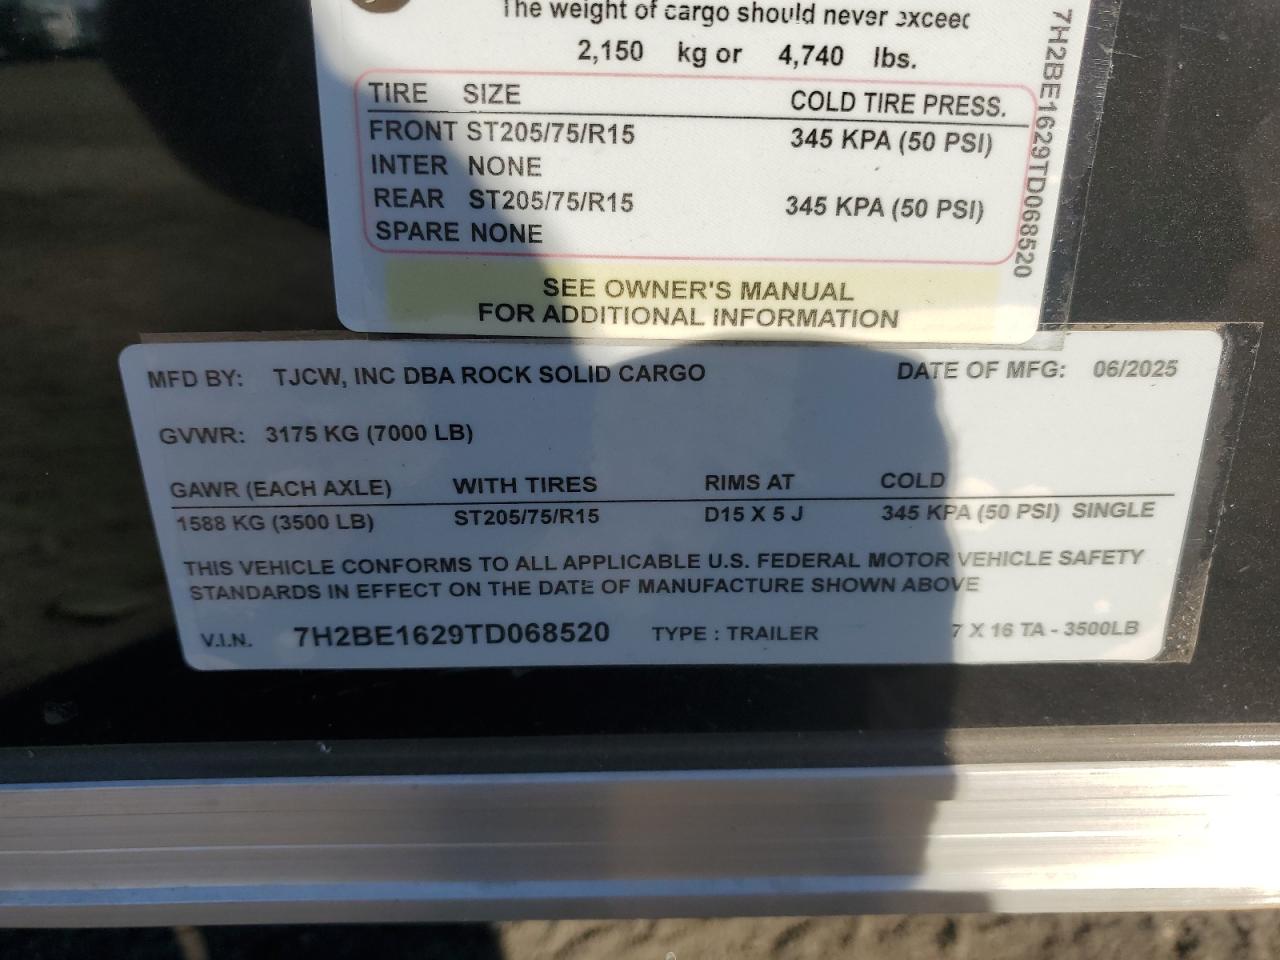 The weight of cargo should never exceed
2,150 kg or 4,740 lbs.
TIRE SIZE COLD TIRE PRESS.
FRONT ST205/75/R15 345 KPA (50 PSI)
INTER NONE
REAR ST205/75/R15 345 KPA (50 PSI)
SPARE NONE
SEE OWNER'S MANUAL
FOR ADDITIONAL INFORMATION
7H2BE1629TD068520
MFD BY: TJCW, INC DBA ROCK SOLID CARGO DATE OF MFG: 06/2025
GVWR: 3175 KG (7000 LB)
GAWR (EACH AXLE) WITH TIRES RIMS AT COLD
1588 KG (3500 LB) ST205/75/R15 D15 X 5 J 345 KPA (50 PSI) SINGLE
THIS VEHICLE CONFORMS TO ALL APPLICABLE U.S. FEDERAL MOTOR VEHICLE SAFETY
STANDARDS IN EFFECT ON THE DATE OF MANUFACTURE SHOWN ABOVE
V.I.N. 7H2BE1629TD068520 TYPE : TRAILER 7 X 16 TA - 3500LB